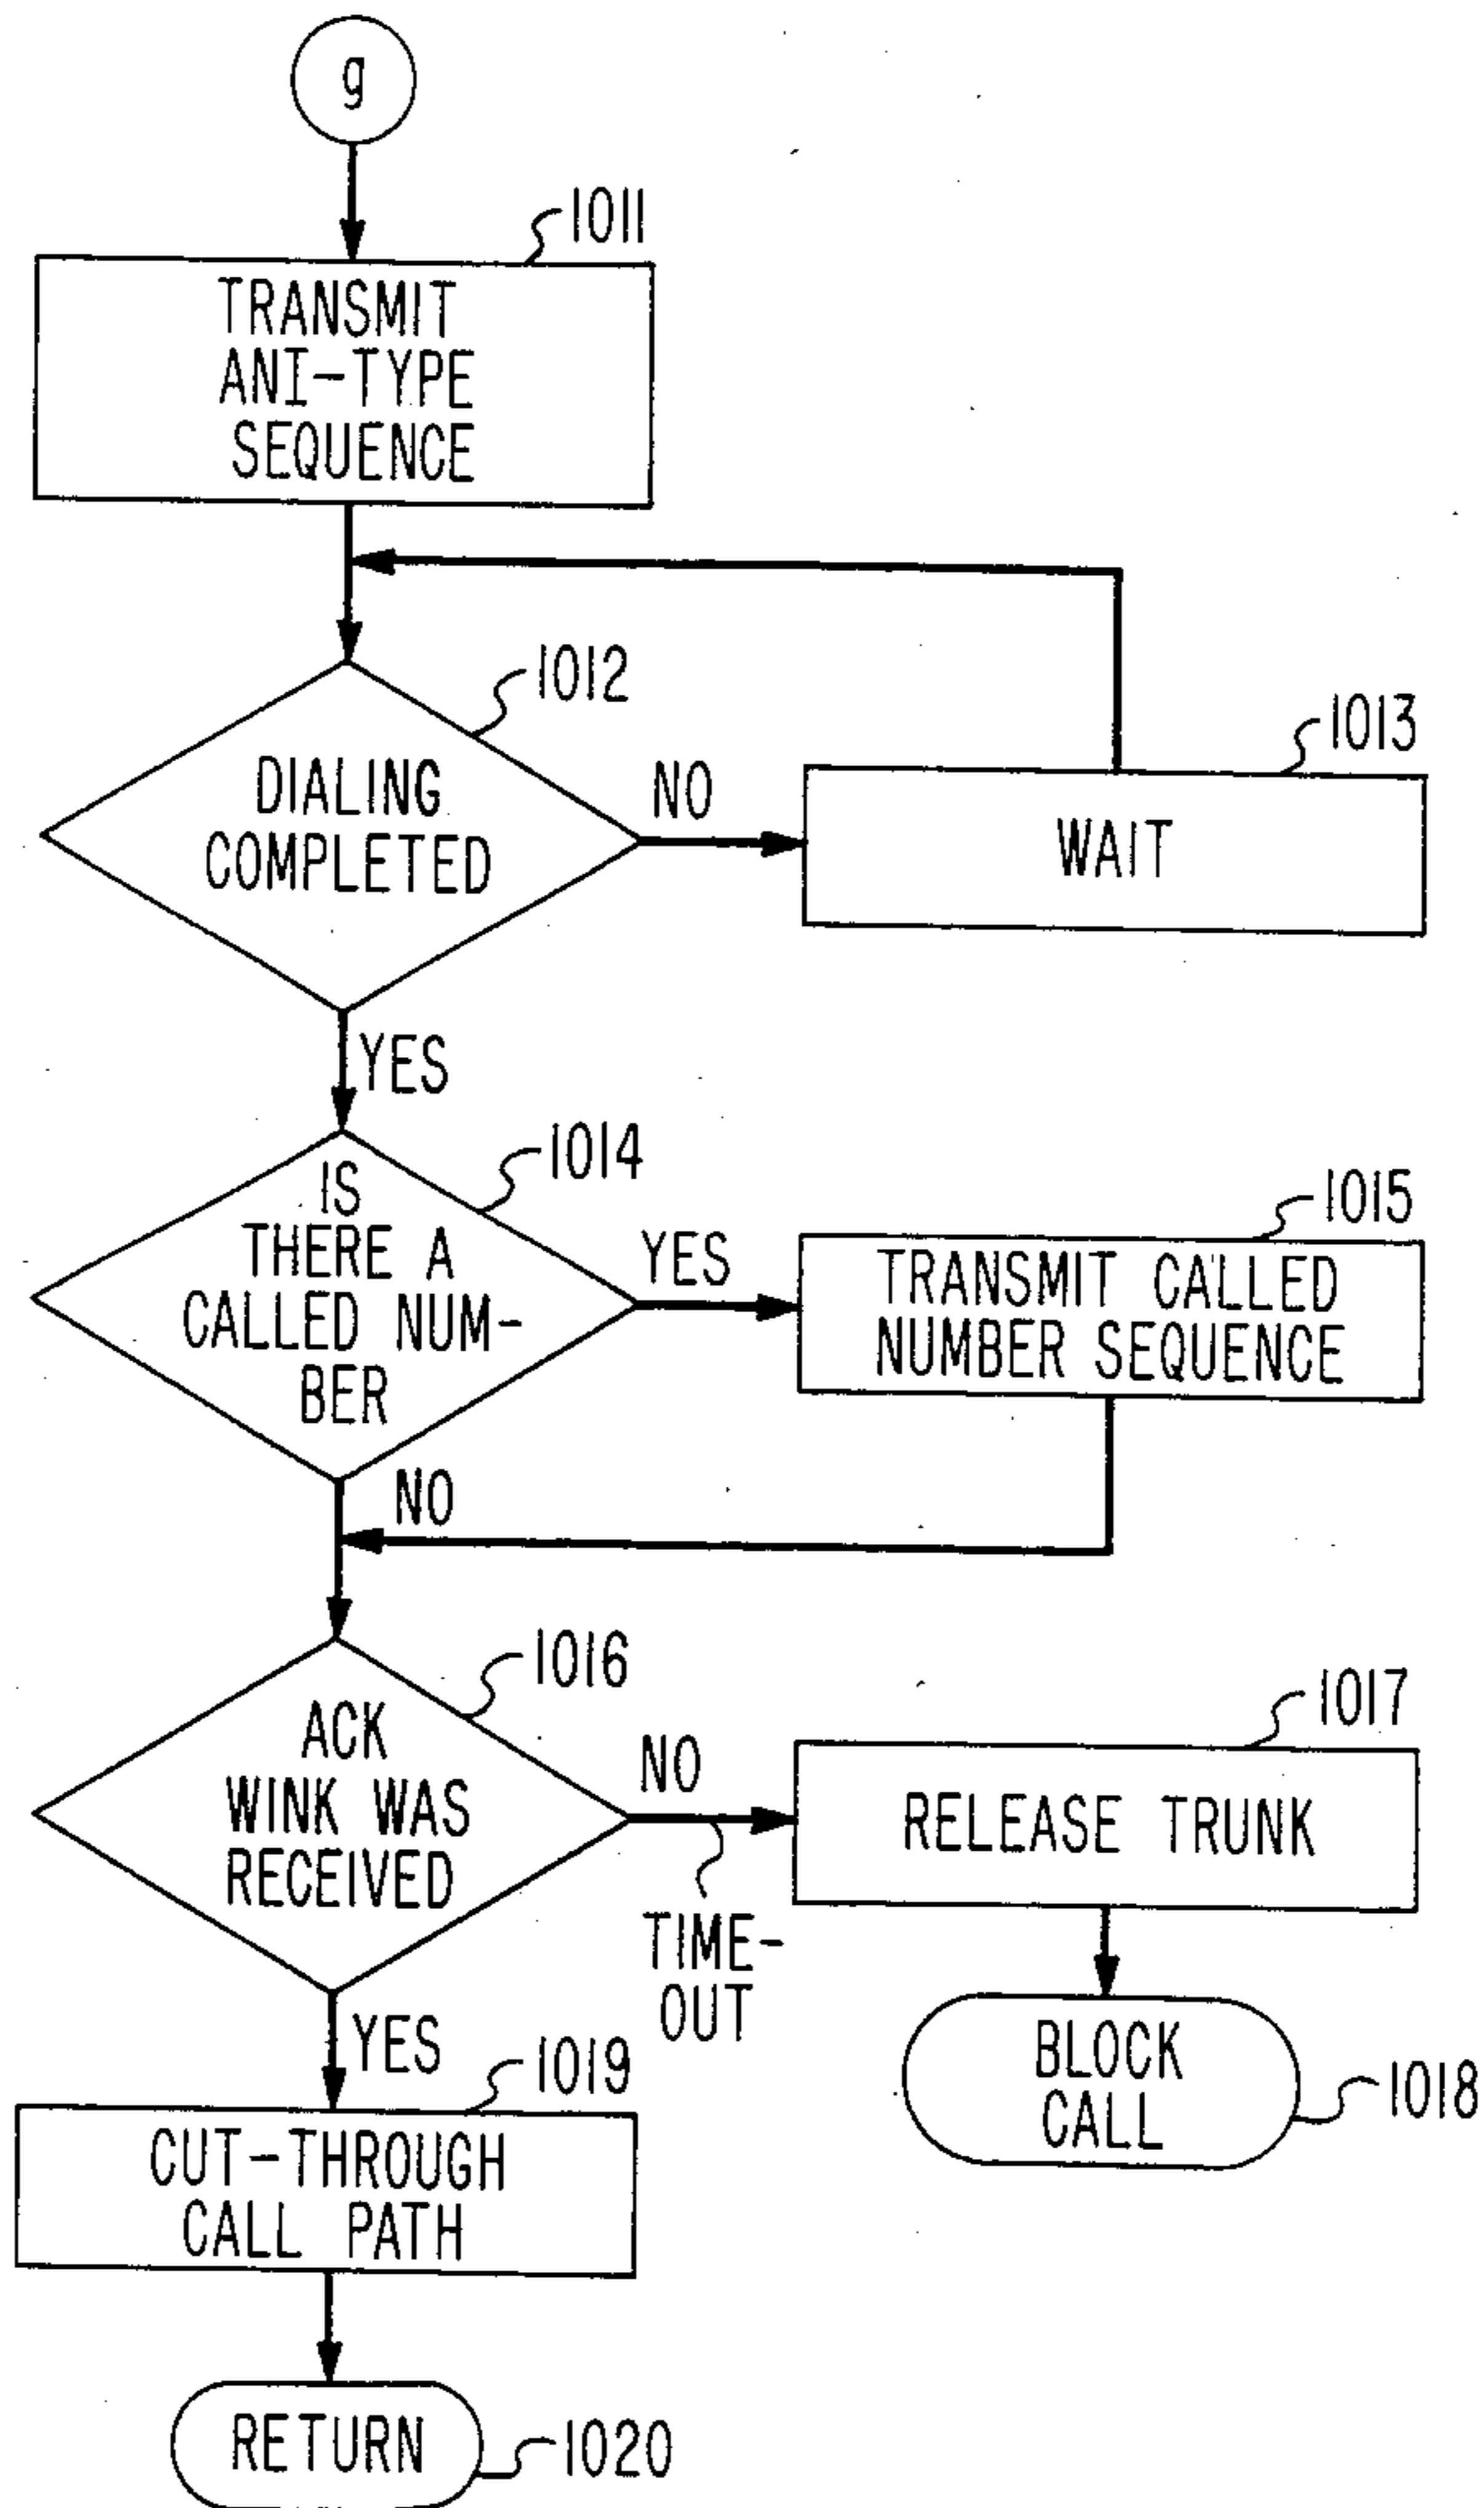 g
1011
TRANSMIT
ANI-TYPE
SEQUENCE
1012
DIALING
COMPLETED
NO
1013
WAIT
YES
1014
IS
THERE A
CALLED NUM-
BER
YES
1015
TRANSMIT CALLED
NUMBER SEQUENCE
NO
1016
ACK
WINK WAS
RECEIVED
NO
TIME-
OUT
1017
RELEASE TRUNK
BLOCK
CALL
1018
YES
1019
CUT-THROUGH
CALL PATH
RETURN
1020